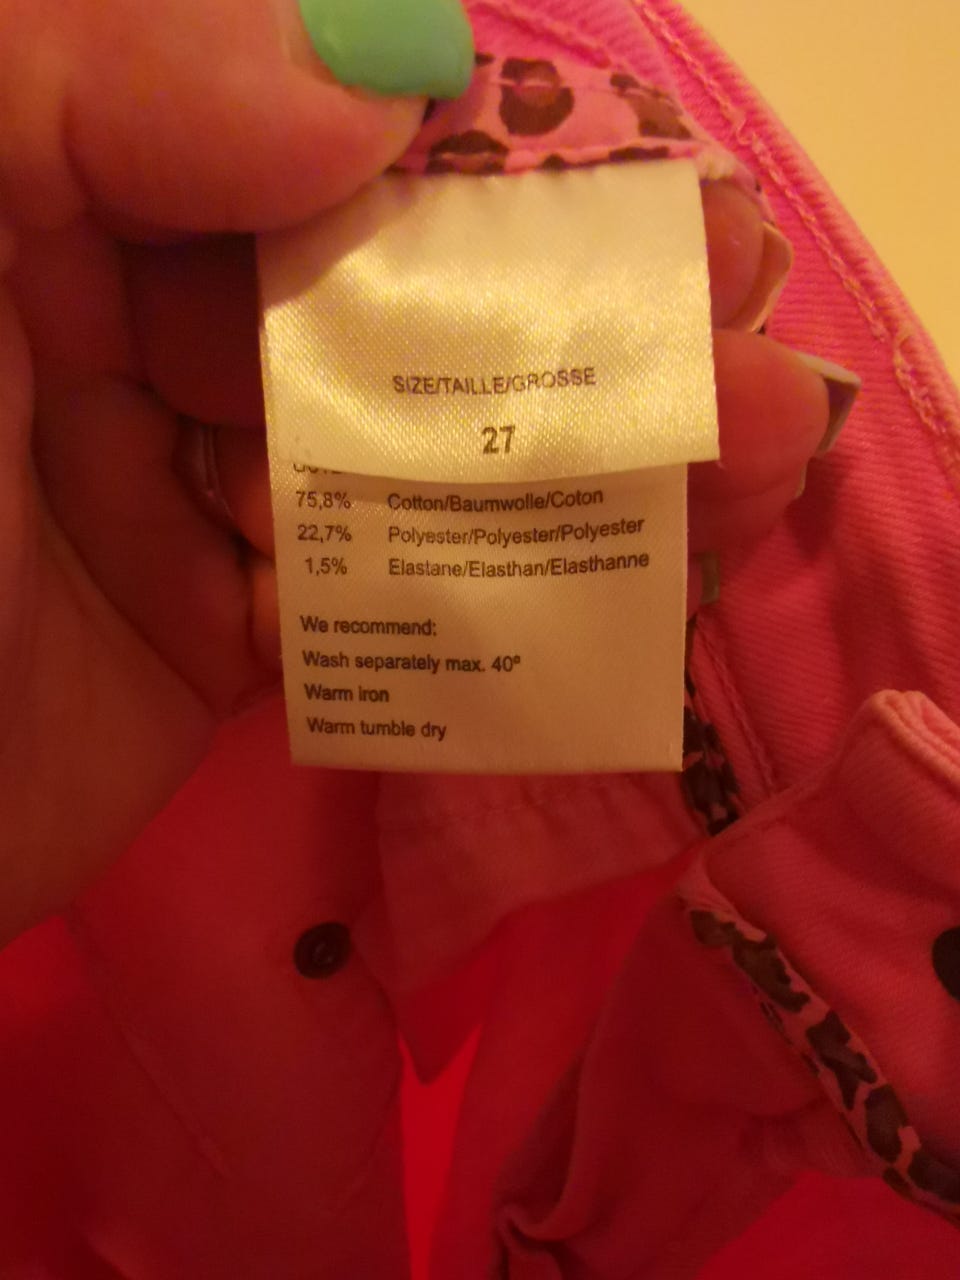 SIZE/TAILLE/GROSSE
27
75,8% Cotton/Baumwolle/Coton
22,7% Polyester/Polyester/Polyester
1,5% Elastane/Elasthan/Elasthanne
We recommend:
Wash separately max. 40º
Warm iron
Warm tumble dry